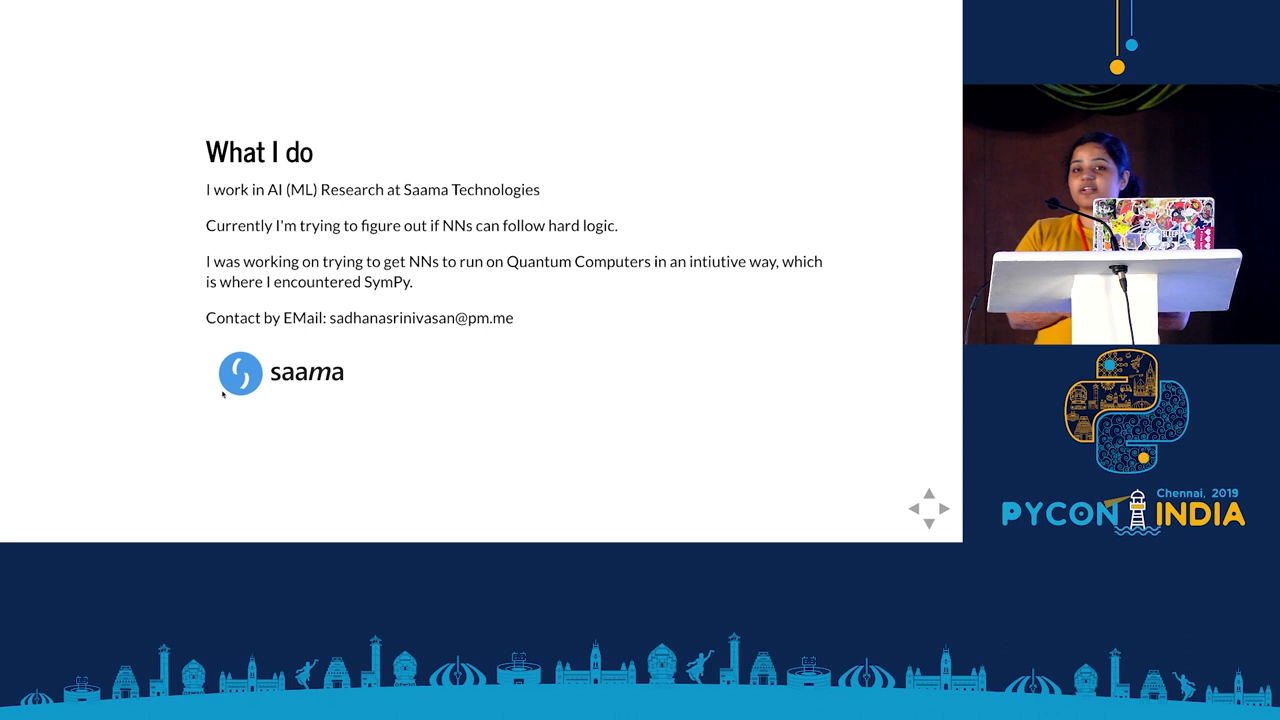 What I do
I work in AI (ML) Research at Saama Technologies
Currently I'm trying to figure out if NNs can follow hard logic.
I was working on trying to get NNs to run on Quantum Computers in an intiutive way, which
is where I encountered SymPy.
Contact by EMail: sadhanasrinivasan@pm.me
saama
Chennai, 2019
PYCON INDIA